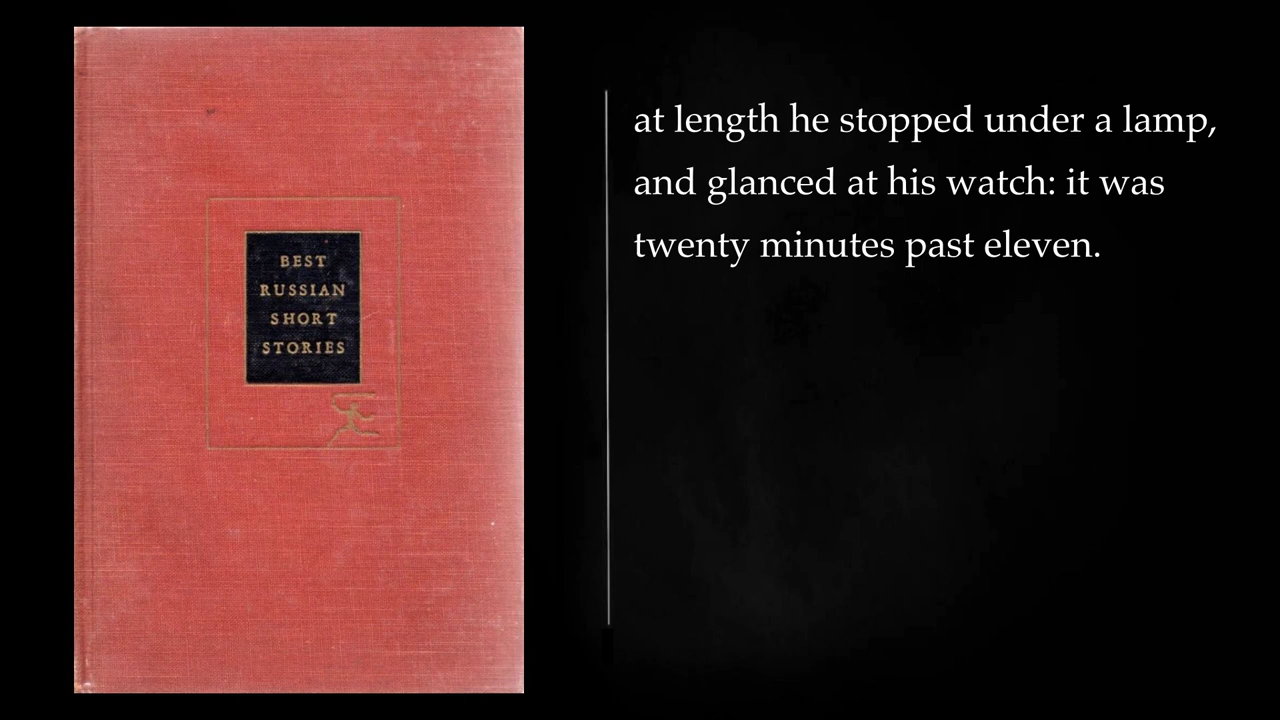 BEST
RUSSIAN
SHORT
STORIES
at length he stopped under a lamp,
and glanced at his watch: it was
twenty minutes past eleven.